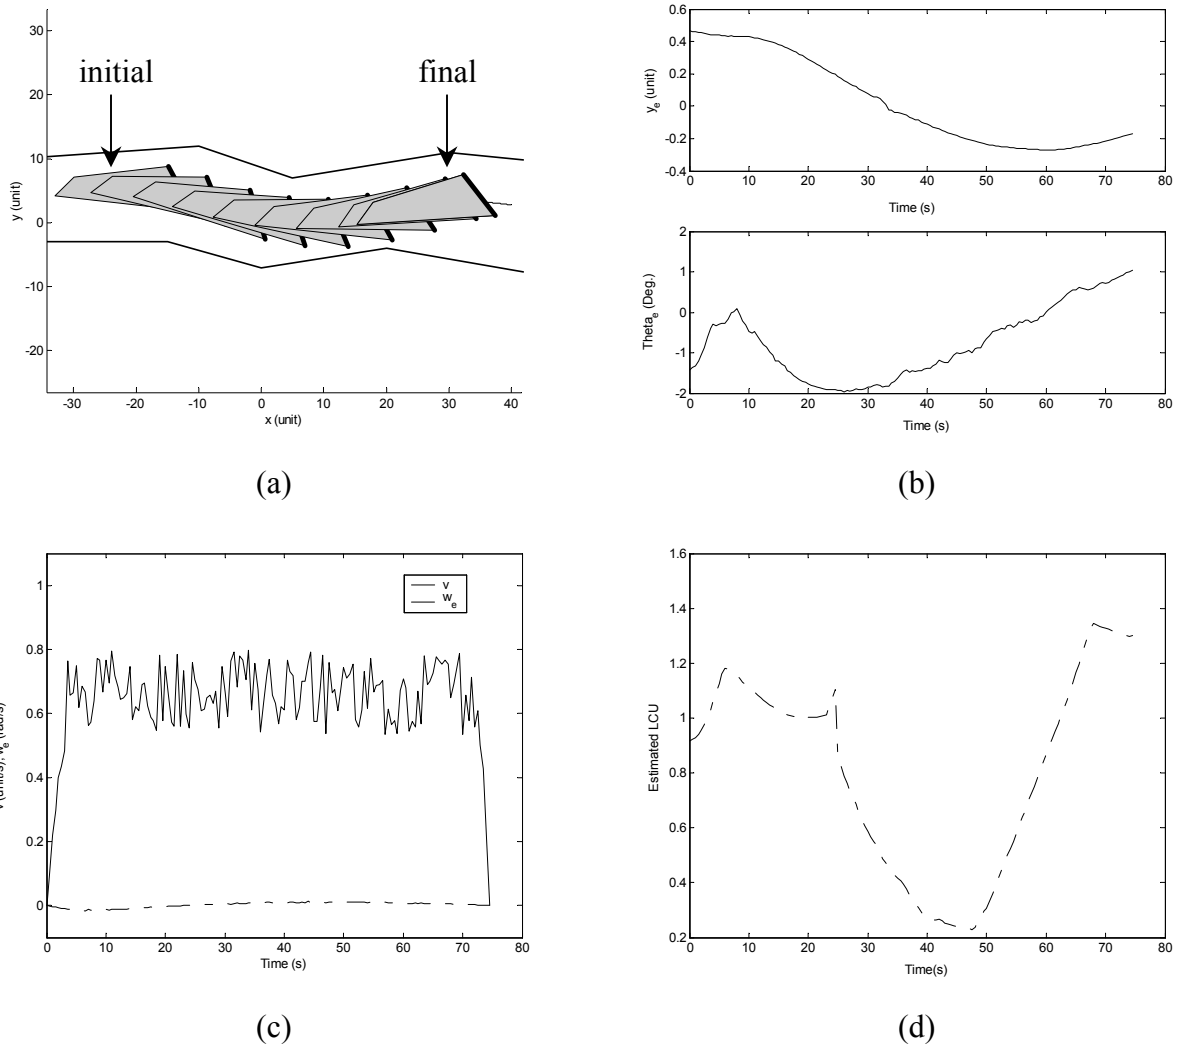 initial
final
30
20
10
0
-10
-20
y (unit)
-30 -20 -10 0 10 20 30 40
x (unit)
(a)
0.6
0.4
0.2
0
-0.2
-0.4
y_e (unit)
0 10 20 30 40 50 60 70 80
Time (s)
2
1
0
-1
-2
Theta_e (Deg.)
0 10 20 30 40 50 60 70 80
Time (s)
(b)
1
0.8
0.6
0.4
0.2
0
v
w_e
0 10 20 30 40 50 60 70 80
Time (s)
(c)
1.6
1.4
1.2
1
0.8
0.6
0.4
0.2
Estimated LCU
0 10 20 30 40 50 60 70 80
Time(s)
(d)